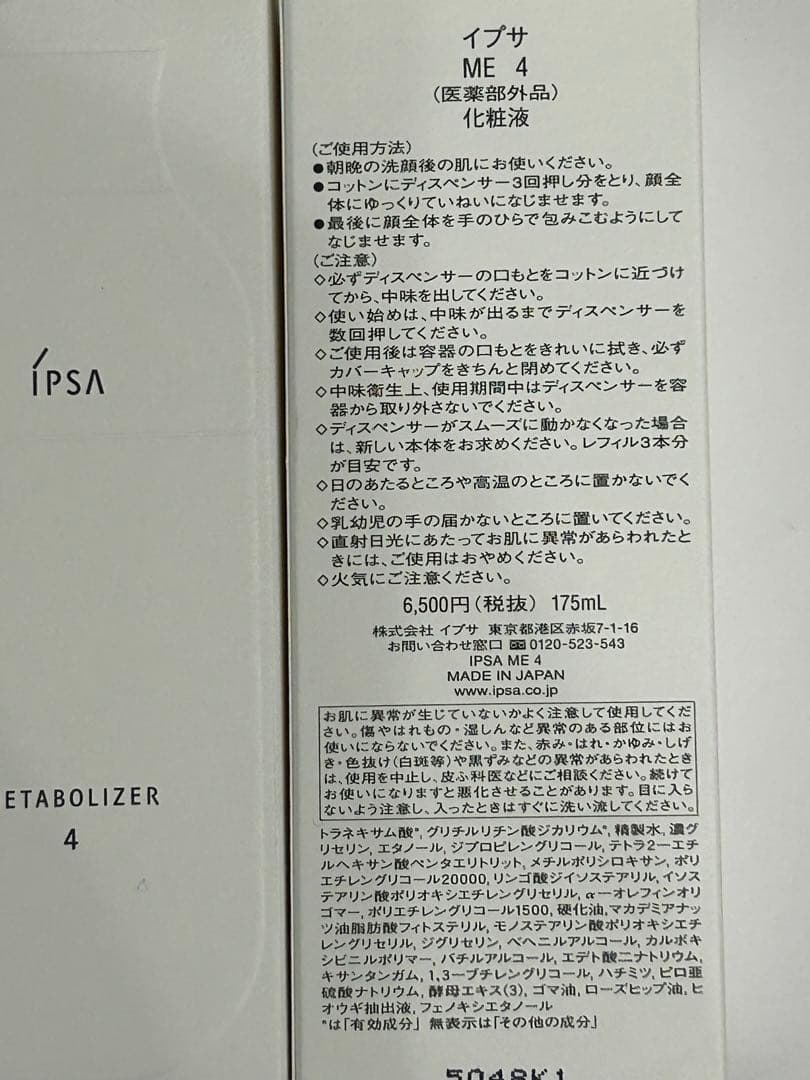 IPSA
ETABOLIZER
4
イプサ
ME 4
(医薬部外品)
化粧液
(ご使用方法)
●朝晩の洗顔後の肌にお使いください。
●コットンにディスペンサー3回押し分をとり、顔全
体にゆっくりていねいになじませます。
●最後に顔全体を手のひらで包みこむようにして
なじませます。
(ご注意)
◇必ずディスペンサーの口もとをコットンに近づけ
てから、中味を出してください。
◇使い始めは、中味が出るまでディスペンサーを
数回押してください。
◇ご使用後は容器の口もとをきれいに拭き、必ず
カバーキャップをきちんと閉めてください。
◇中味衛生上、使用期間中はディスペンサーを容
器から取り外さないでください。
◇ディスペンサーがスムーズに動かなくなった場合
は、新しい本体をお求めください。レフィル3本分
が目安です。
◇日のあたるところや高温のところに置かないでく
ださい。
◇乳幼児の手の届かないところに置いてください。
◇直射日光にあたってお肌に異常があらわれたと
きには、ご使用はおやめください。
◇火気にご注意ください。
6,500円(税抜) 175mL
株式会社 イプサ 東京都港区赤坂7-1-16
お問い合わせ窓口 0120-523-543
IPSA ME 4
MADE IN JAPAN
www.ipsa.co.jp
お肌に異常が生じていないかよく注意して使用してくだ
さい。傷やはれもの・湿しんなど異常のある部位にはお
使いにならないでください。また、赤み・はれ・かゆみ・しげ
き・色抜け(白斑等)や黒ずみなどの異常があらわれたとき
は、使用を中止し、皮ふ科医などにご相談ください。続けて
お使いになりますと悪化させることがあります。目に入ら
ないよう注意し、入ったときはすぐに洗い流してください。
トラネキサム酸*, グリチルリチン酸ジカリウム*, 精製水, 濃グ
リセリン, エタノール, ジプロピレングリコール, テトラ2ーエチ
ルヘキサン酸ペンタエリトリット, メチルポリシロキサン, ポリ
エチレングリコール20000, リンゴ酸ジイソステアリル, イソス
テアリン酸ポリオキシエチレングリセリル, αーオレフィンオリ
ゴマー, ポリエチレングリコール1500, 硬化油, マカデミアナッ
ツ油脂肪酸フィトステリル, モノステアリン酸ポリオキシエチ
レングリセリル, ジグリセリン, ベヘニルアルコール, カルボキ
シビニルポリマー, バチルアルコール, エデト酸二ナトリウム,
キサンタンガム, 1,3ーブチレングリコール, ハチミツ, ピロ亜
硫酸ナトリウム, 酵母エキス(3), ゴマ油, ローズヒップ油, ヒ
オウギ抽出液, フェノキシエタノール
*は「有効成分」 無表示は「その他の成分」
5048K1